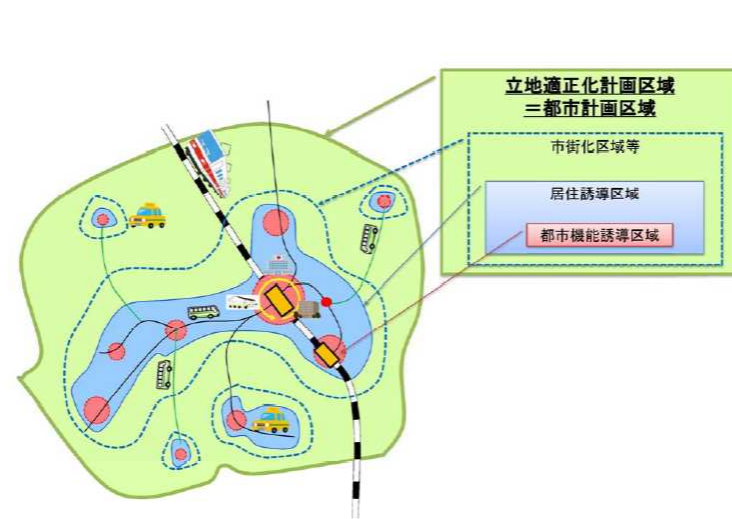 立地適正化計画区域
＝都市計画区域
市街化区域等
居住誘導区域
都市機能誘導区域